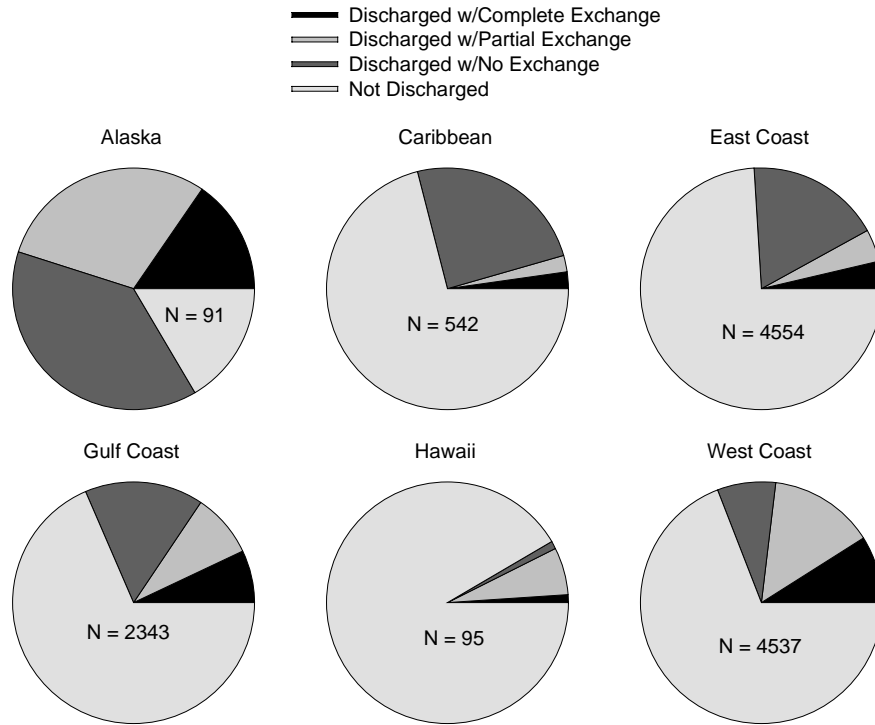 Discharged w/Complete Exchange
Discharged w/Partial Exchange
Discharged w/No Exchange
Not Discharged
Alaska
Caribbean
East Coast
N = 91
N = 542
N = 4554
Gulf Coast
Hawaii
West Coast
N = 2343
N = 95
N = 4537